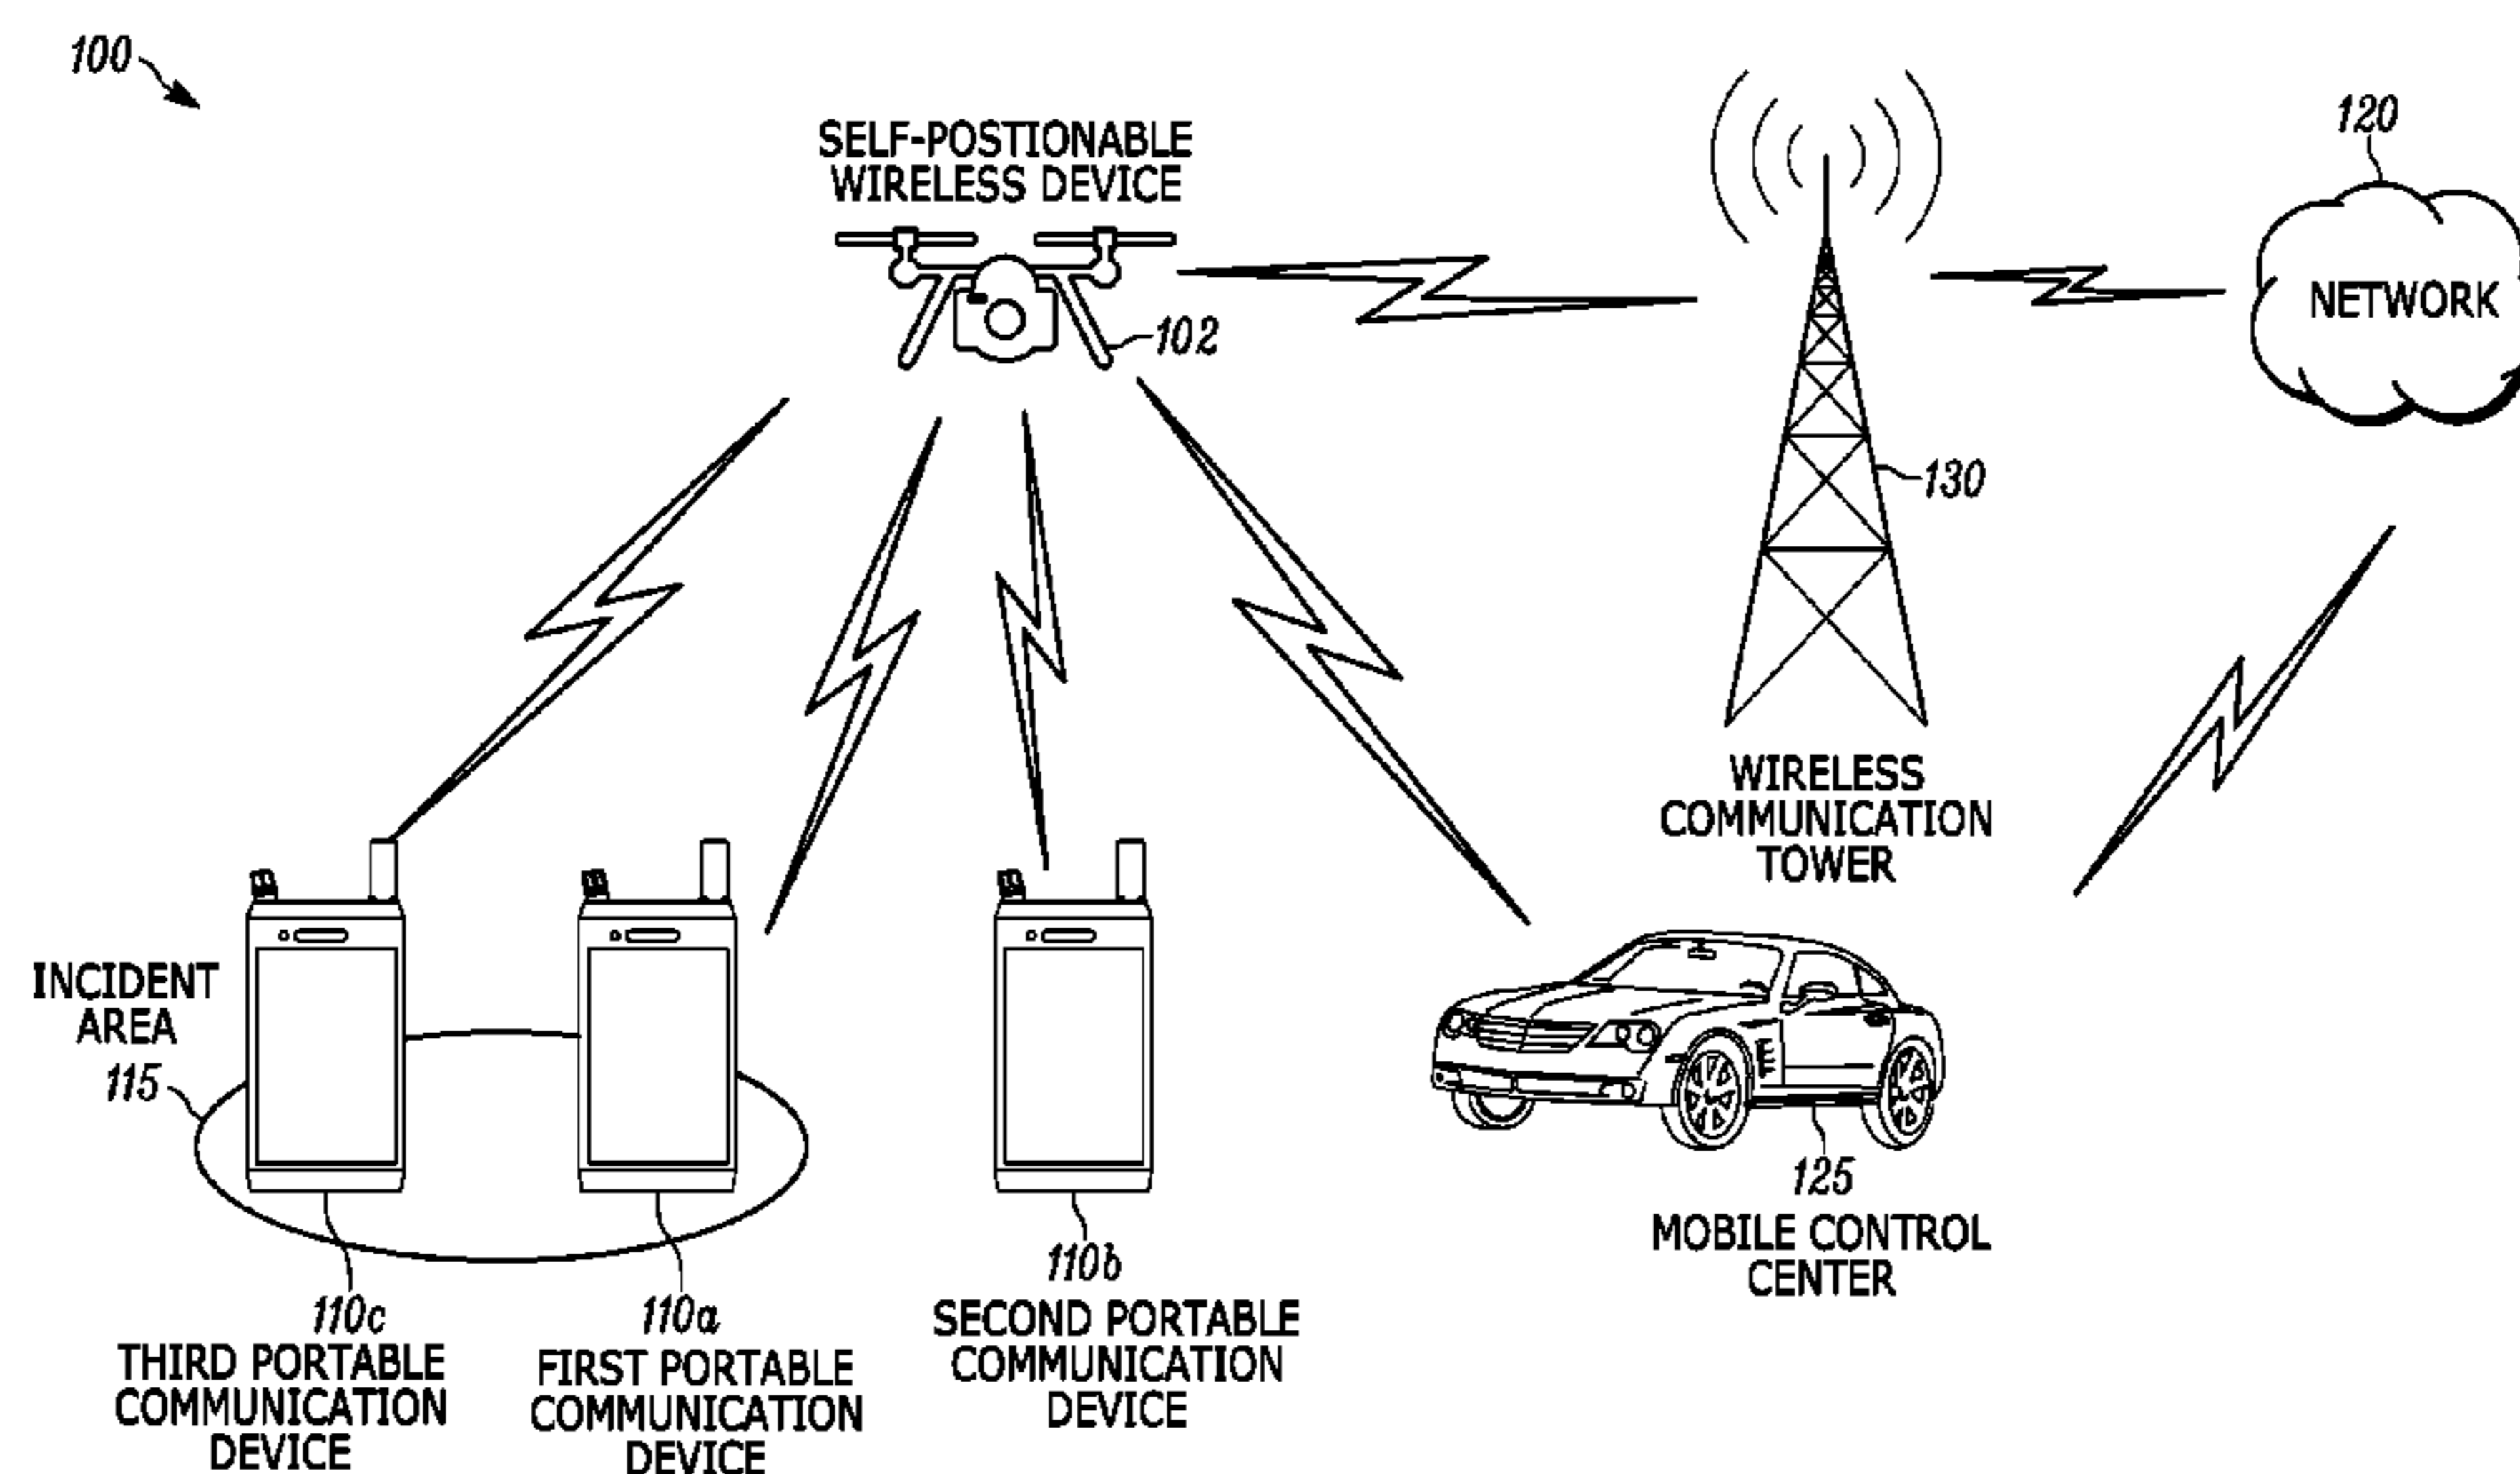 100
SELF-POSTIONABLE
WIRELESS DEVICE
102
120
NETWORK
130
WIRELESS
COMMUNICATION
TOWER
INCIDENT
AREA
115
125
MOBILE CONTROL
CENTER
110c
THIRD PORTABLE
COMMUNICATION
DEVICE
110a
FIRST PORTABLE
COMMUNICATION
DEVICE
110b
SECOND PORTABLE
COMMUNICATION
DEVICE